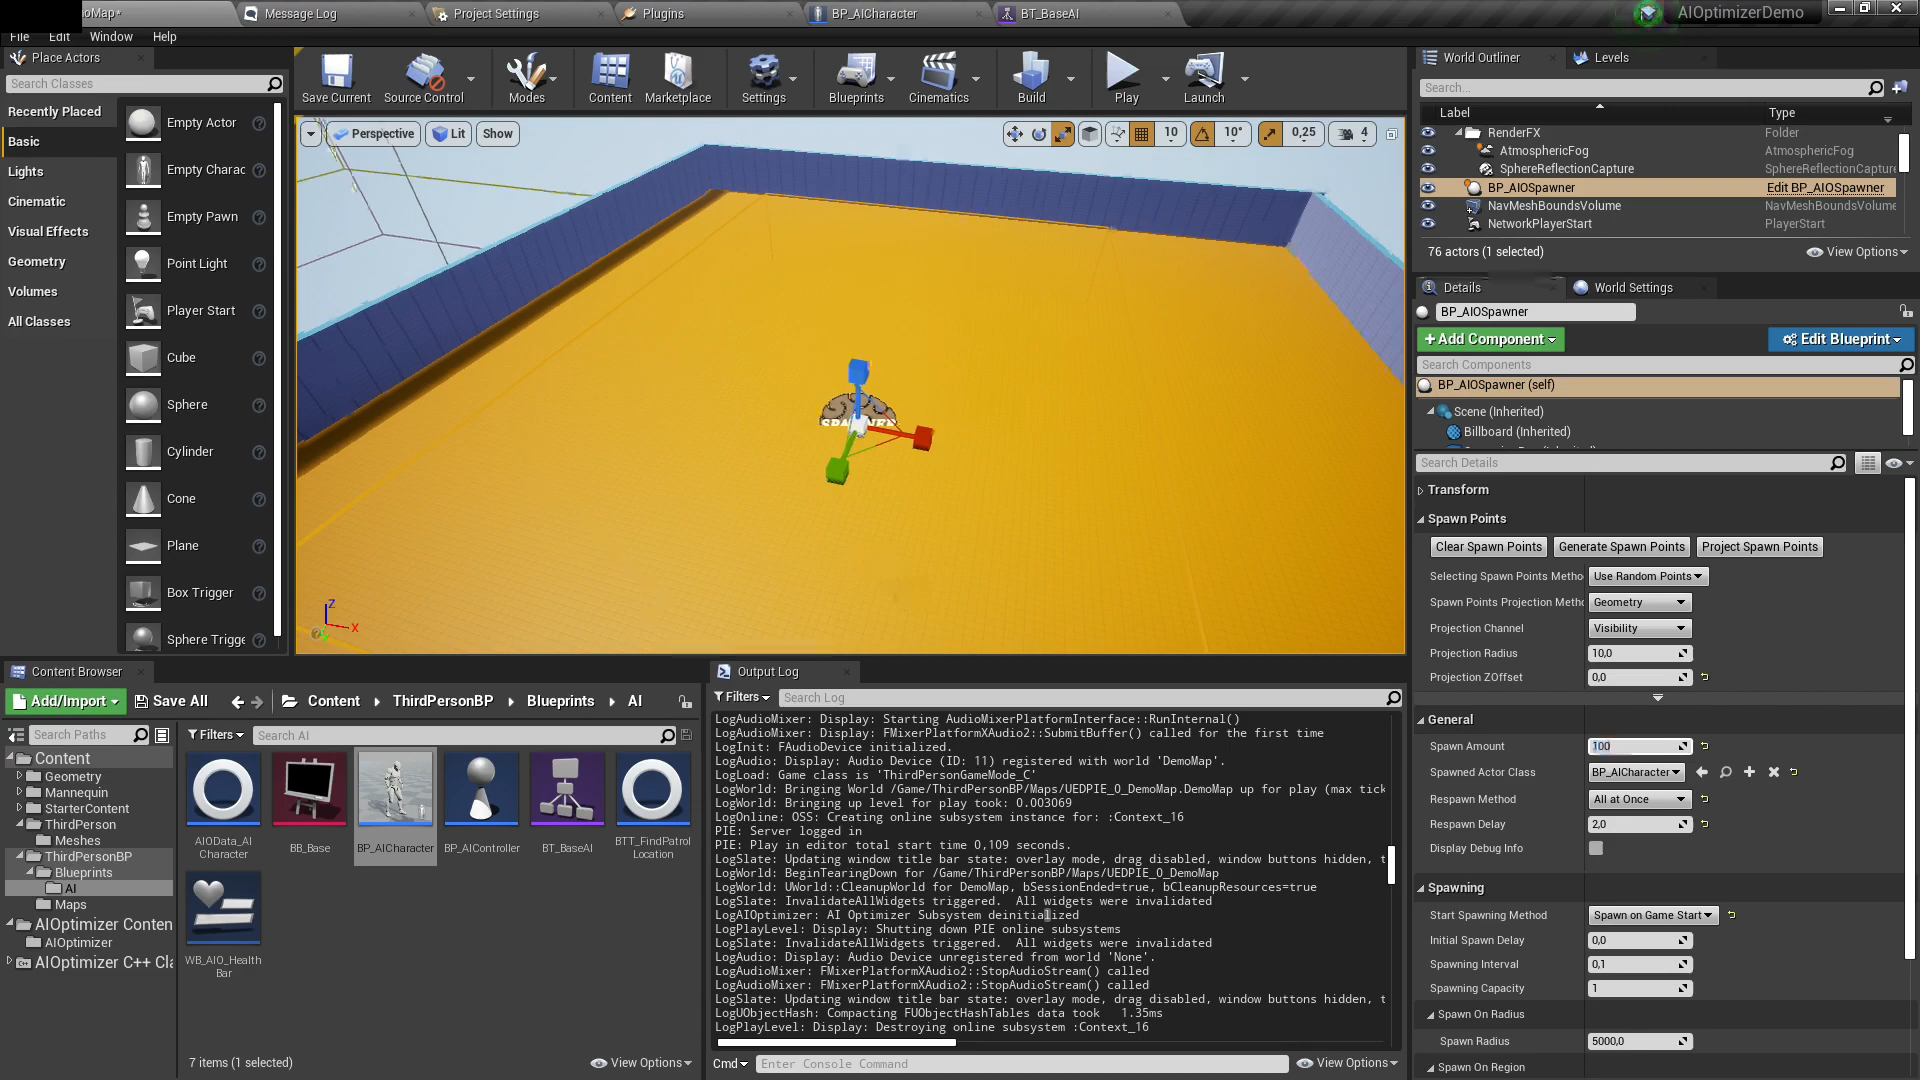 oMap*
Message Log
Project Settings
Plugins
BP_AICharacter
BT_BaseAI
AIOptimizerDemo
File Edit Window Help
Place Actors
Search Classes
Recently Placed
Basic
Lights
Cinematic
Visual Effects
Geometry
Volumes
All Classes
Empty Actor
Empty Charac
Empty Pawn
Point Light
Player Start
Cube
Sphere
Cylinder
Cone
Plane
Box Trigger
Sphere Trigge
Save Current
Source Control
Modes
Content
Marketplace
Settings
Blueprints
Cinematics
Build
Play
Launch
Perspective
Lit
Show
10
10°
0,25
4
SPAWNER
Z
X
World Outliner
Levels
Search...
Label Type
RenderFX Folder
AtmosphericFog AtmosphericFog
SphereReflectionCapture SphereReflectionCapture
BP_AIOSpawner Edit BP_AIOSpawner
NavMeshBoundsVolume NavMeshBoundsVolume
NetworkPlayerStart PlayerStart
76 actors (1 selected)
View Options
Details
World Settings
BP_AIOSpawner
+Add Component
Edit Blueprint
Search Components
BP_AIOSpawner (self)
Scene (Inherited)
Billboard (Inherited)
Search Details
Transform
Spawn Points
Clear Spawn Points Generate Spawn Points Project Spawn Points
Selecting Spawn Points Metho Use Random Points
Spawn Points Projection Metho Geometry
Projection Channel Visibility
Projection Radius 10,0
Projection ZOffset 0,0
General
Spawn Amount 100
Spawned Actor Class BP_AICharacter
Respawn Method All at Once
Respawn Delay 2,0
Display Debug Info
Spawning
Start Spawning Method Spawn on Game Start
Initial Spawn Delay 0,0
Spawning Interval 0,1
Spawning Capacity 1
Spawn On Radius
Spawn Radius 5000,0
Spawn On Region
Content Browser
Add/Import
Save All
Content
ThirdPersonBP
Blueprints
AI
Search Paths
Filters
Search AI
Content
Geometry
Mannequin
StarterContent
ThirdPerson
Meshes
ThirdPersonBP
Blueprints
AI
Maps
AIOptimizer Conten
AIOptimizer
AIOptimizer C++ Cla
AIOData_AI
Character
BB_Base
BP_AICharacter
BP_AIController
BT_BaseAI
BTT_FindPatrol
Location
WB_AIO_Health
Bar
7 items (1 selected)
View Options
Output Log
Filters
Search Log
LogAudioMixer: Display: Starting AudioMixerPlatformInterface::RunInternal()
LogAudioMixer: Display: FMixerPlatformXAudio2::SubmitBuffer() called for the first time
LogInit: FAudioDevice initialized.
LogAudio: Display: Audio Device (ID: 11) registered with world 'DemoMap'.
LogLoad: Game class is 'ThirdPersonGameMode_C'
LogWorld: Bringing World /Game/ThirdPersonBP/Maps/UEDPIE_0_DemoMap.DemoMap up for play (max tick
LogWorld: Bringing up level for play took: 0.003069
LogOnline: OSS: Creating online subsystem instance for: :Context_16
PIE: Server logged in
PIE: Play in editor total start time 0,109 seconds.
LogSlate: Updating window title bar state: overlay mode, drag disabled, window buttons hidden, t
LogWorld: BeginTearingDown for /Game/ThirdPersonBP/Maps/UEDPIE_0_DemoMap
LogWorld: UWorld::CleanupWorld for DemoMap, bSessionEnded=true, bCleanupResources=true
LogSlate: InvalidateAllWidgets triggered.  All widgets were invalidated
LogAIOptimizer: AI Optimizer Subsystem deinitialized
LogPlayLevel: Display: Shutting down PIE online subsystems
LogSlate: InvalidateAllWidgets triggered.  All widgets were invalidated
LogAudio: Display: Audio Device unregistered from world 'None'.
LogAudioMixer: FMixerPlatformXAudio2::StopAudioStream() called
LogAudioMixer: FMixerPlatformXAudio2::StopAudioStream() called
LogSlate: Updating window title bar state: overlay mode, drag disabled, window buttons hidden, t
LogUObjectHash: Compacting FUObjectHashTables data took   1.35ms
LogPlayLevel: Display: Destroying online subsystem :Context_16
Cmd
Enter Console Command
View Options